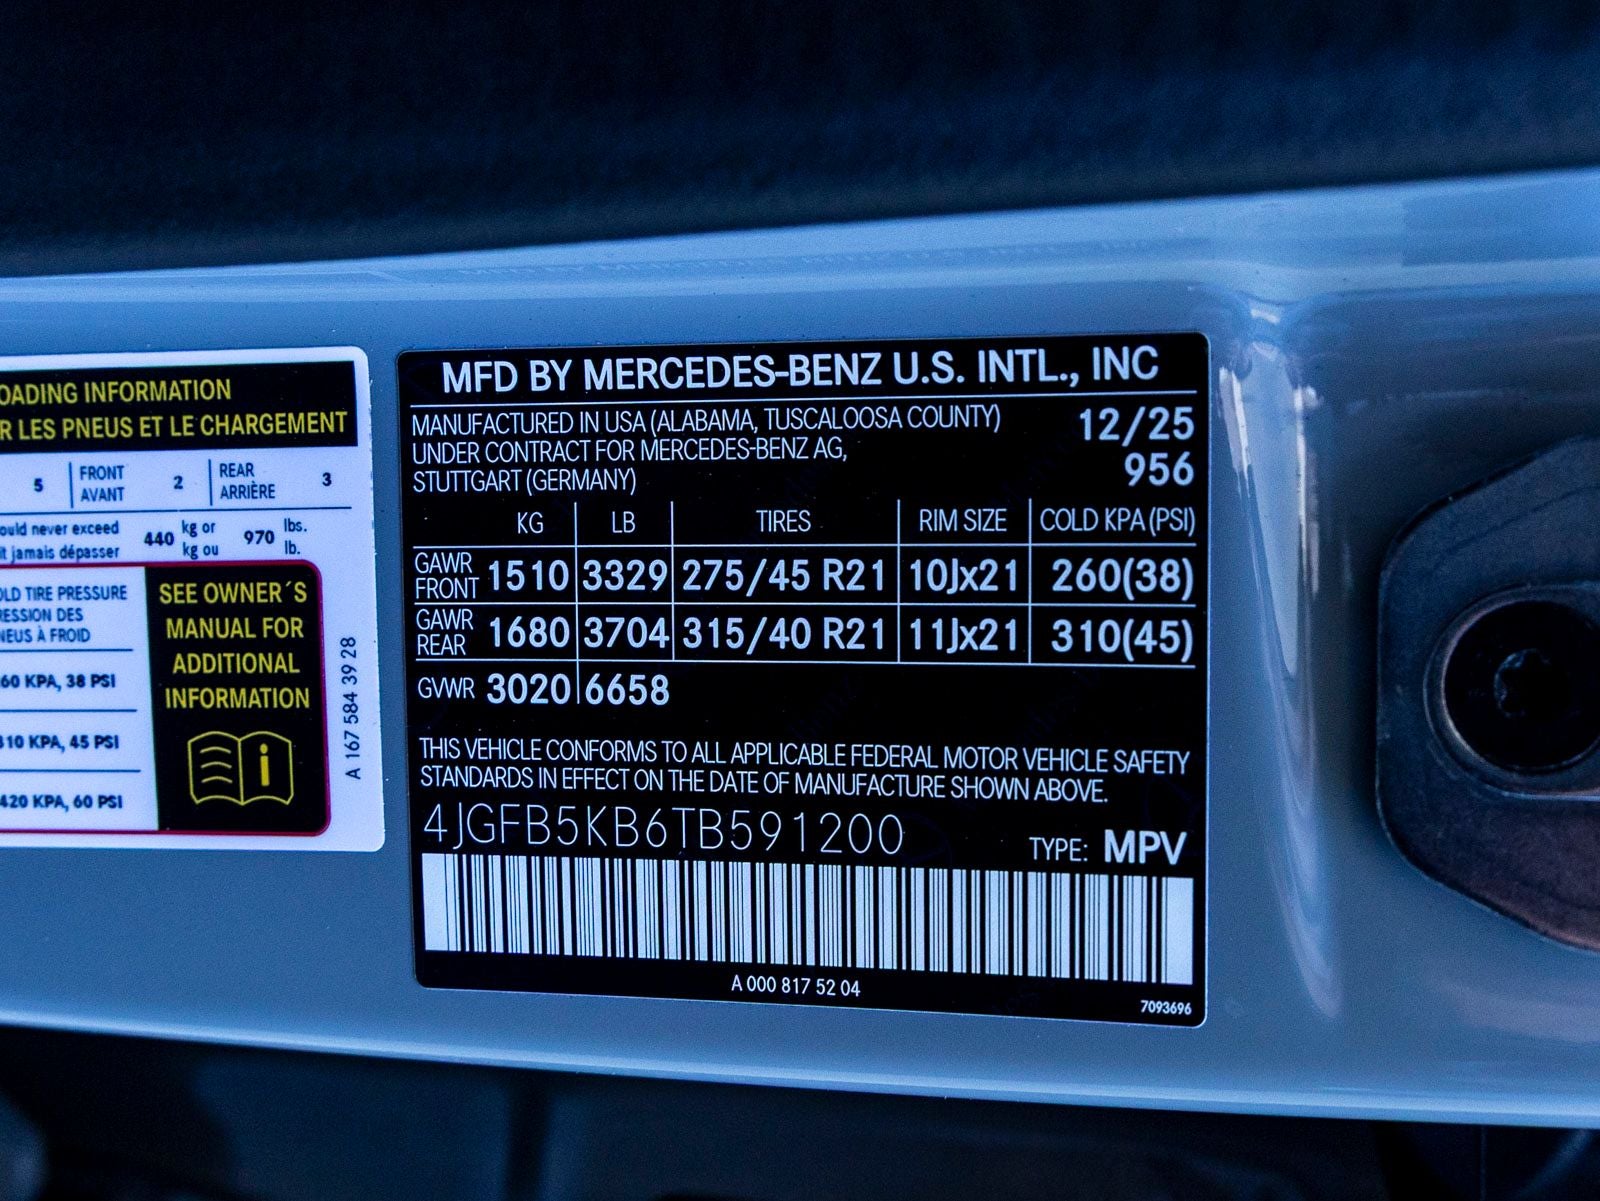 OADING INFORMATION
R LES PNEUS ET LE CHARGEMENT
5 FRONT AVANT 2 REAR ARRIÈRE 3
ould never exceed
it jamais dépasser
440 kg or kg ou 970 lbs. lb.
OLD TIRE PRESSURE
ESSION DES
NEUS À FROID
60 KPA, 38 PSI
310 KPA, 45 PSI
420 KPA, 60 PSI
SEE OWNER´S
MANUAL FOR
ADDITIONAL
INFORMATION
A 167 584 39 28
MFD BY MERCEDES-BENZ U.S. INTL., INC
MANUFACTURED IN USA (ALABAMA, TUSCALOOSA COUNTY) 12/25
UNDER CONTRACT FOR MERCEDES-BENZ AG,
STUTTGART (GERMANY) 956
KG LB TIRES RIM SIZE COLD KPA (PSI)
GAWR FRONT 1510 3329 275/45 R21 10Jx21 260(38)
GAWR REAR 1680 3704 315/40 R21 11Jx21 310(45)
GVWR 3020 6658
THIS VEHICLE CONFORMS TO ALL APPLICABLE FEDERAL MOTOR VEHICLE SAFETY
STANDARDS IN EFFECT ON THE DATE OF MANUFACTURE SHOWN ABOVE.
4JGFB5KB6TB591200 TYPE: MPV
A 000 817 52 04
7093696